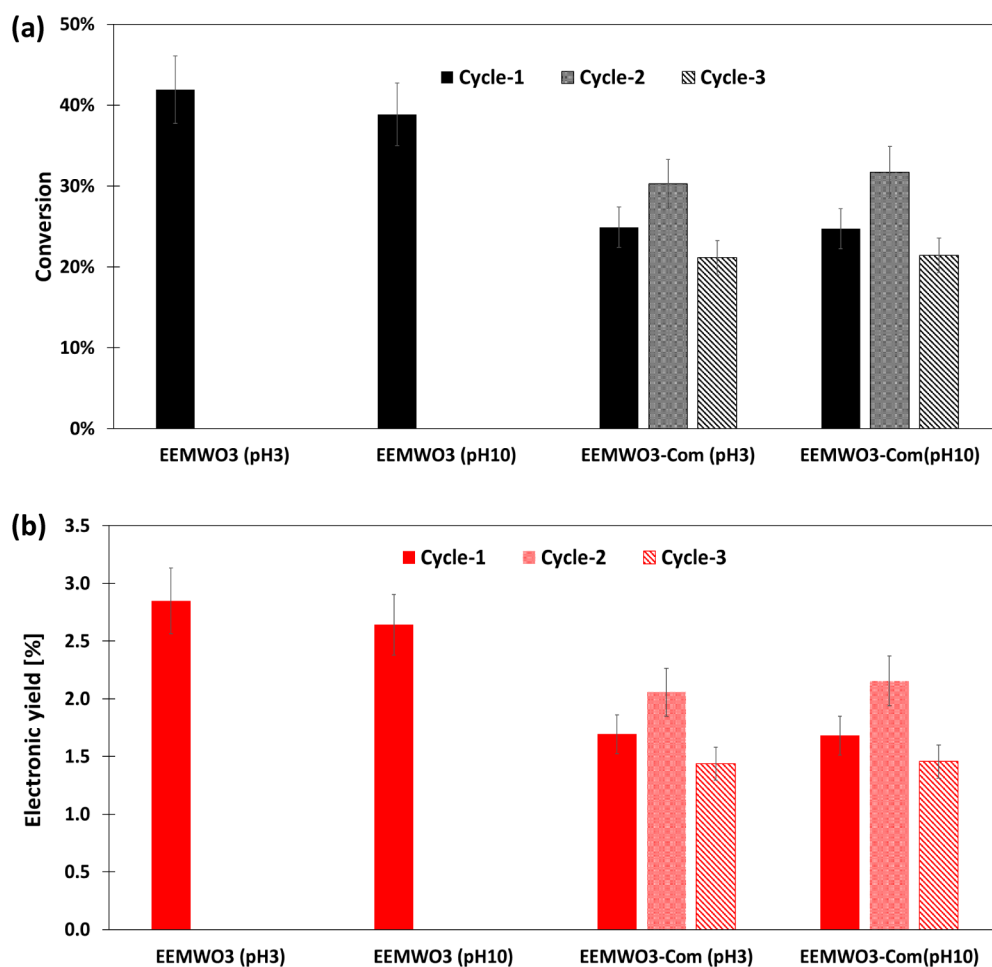 (a)
50%
40%
30%
20%
10%
0%
Conversion
Cycle-1 Cycle-2 Cycle-3
EEMWO3 (pH3) EEMWO3 (pH10) EEMWO3-Com (pH3) EEMWO3-Com(pH10)
(b)
3.5
3.0
2.5
2.0
1.5
1.0
0.5
0.0
Electronic yield [%]
Cycle-1 Cycle-2 Cycle-3
EEMWO3 (pH3) EEMWO3 (pH10) EEMWO3-Com (pH3) EEMWO3-Com(pH10)